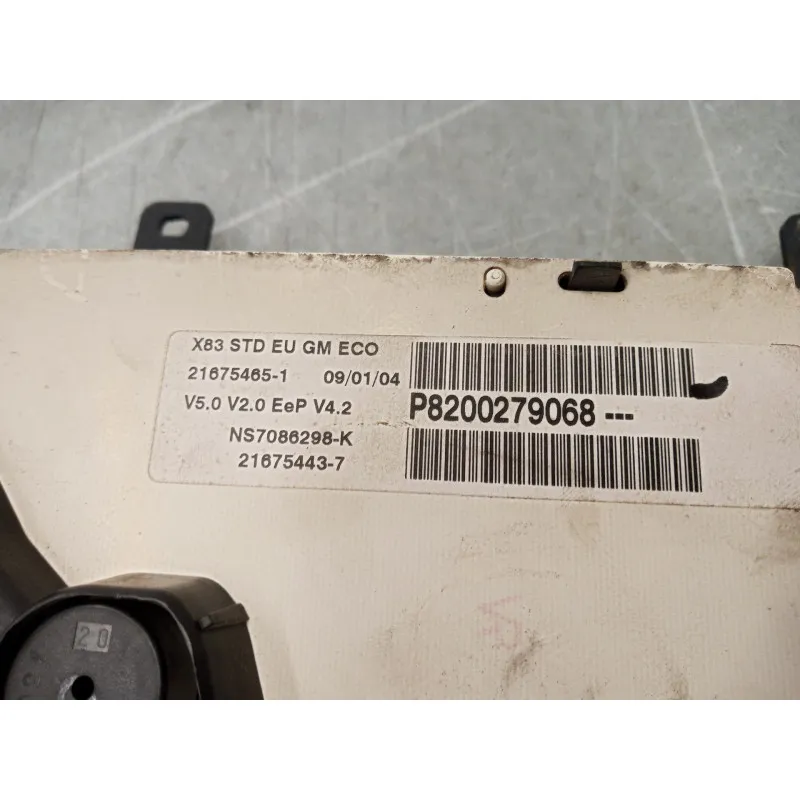 X83 STD EU GM ECO
21675465-1 09/01/04
V5.0 V2.0 EeP V4.2
P8200279068 ---
NS7086298-K
21675443-7
20